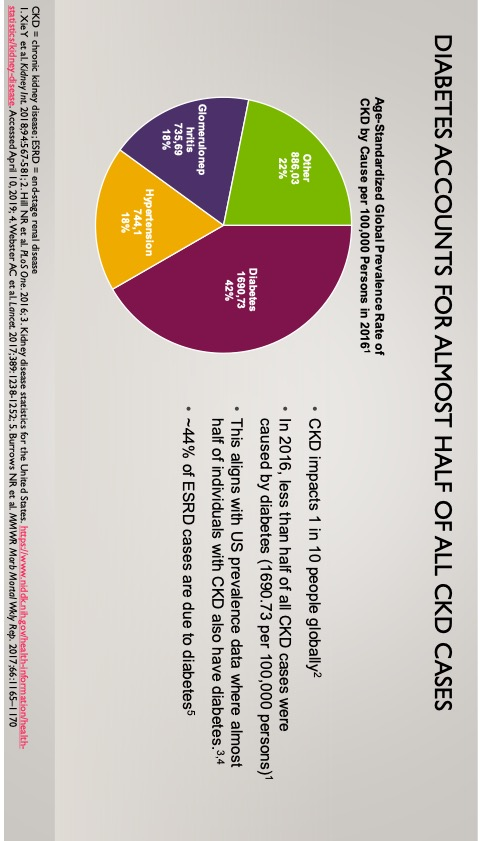 DIABETES ACCOUNTS FOR ALMOST HALF OF ALL CKD CASES
Age-Standardized Global Prevalence Rate of
CKD by Cause per 100,000 Persons in 2016¹
Other
886,03
22%
Diabetes
1690,73
42%
Glomerulonep
hritis
735,69
18%
Hypertension
744,1
18%
• CKD impacts 1 in 10 people globally²
• In 2016, less than half of all CKD cases were
caused by diabetes (1690.73 per 100,000 persons)¹
• This aligns with US prevalence data where almost
half of individuals with CKD also have diabetes.³,⁴
• ~44% of ESRD cases are due to diabetes⁵
CKD = chronic kidney disease; ESRD = end-stage renal disease
1. Xie Y et al. Kidney Int. 2018;94:567-581; 2. Hill NR et al. PLoS One. 2016; 3. Kidney disease statistics for the United States. https://www.niddk.nih.gov/health-information/health-
statistics/kidney-disease. Accessed April 10, 2019; 4. Webster AC et al. Lancet. 2017;389:1238-1252; 5. Burrows NR et al. MMWR Morb Mortal Wkly Rep. 2017;66:1165–1170